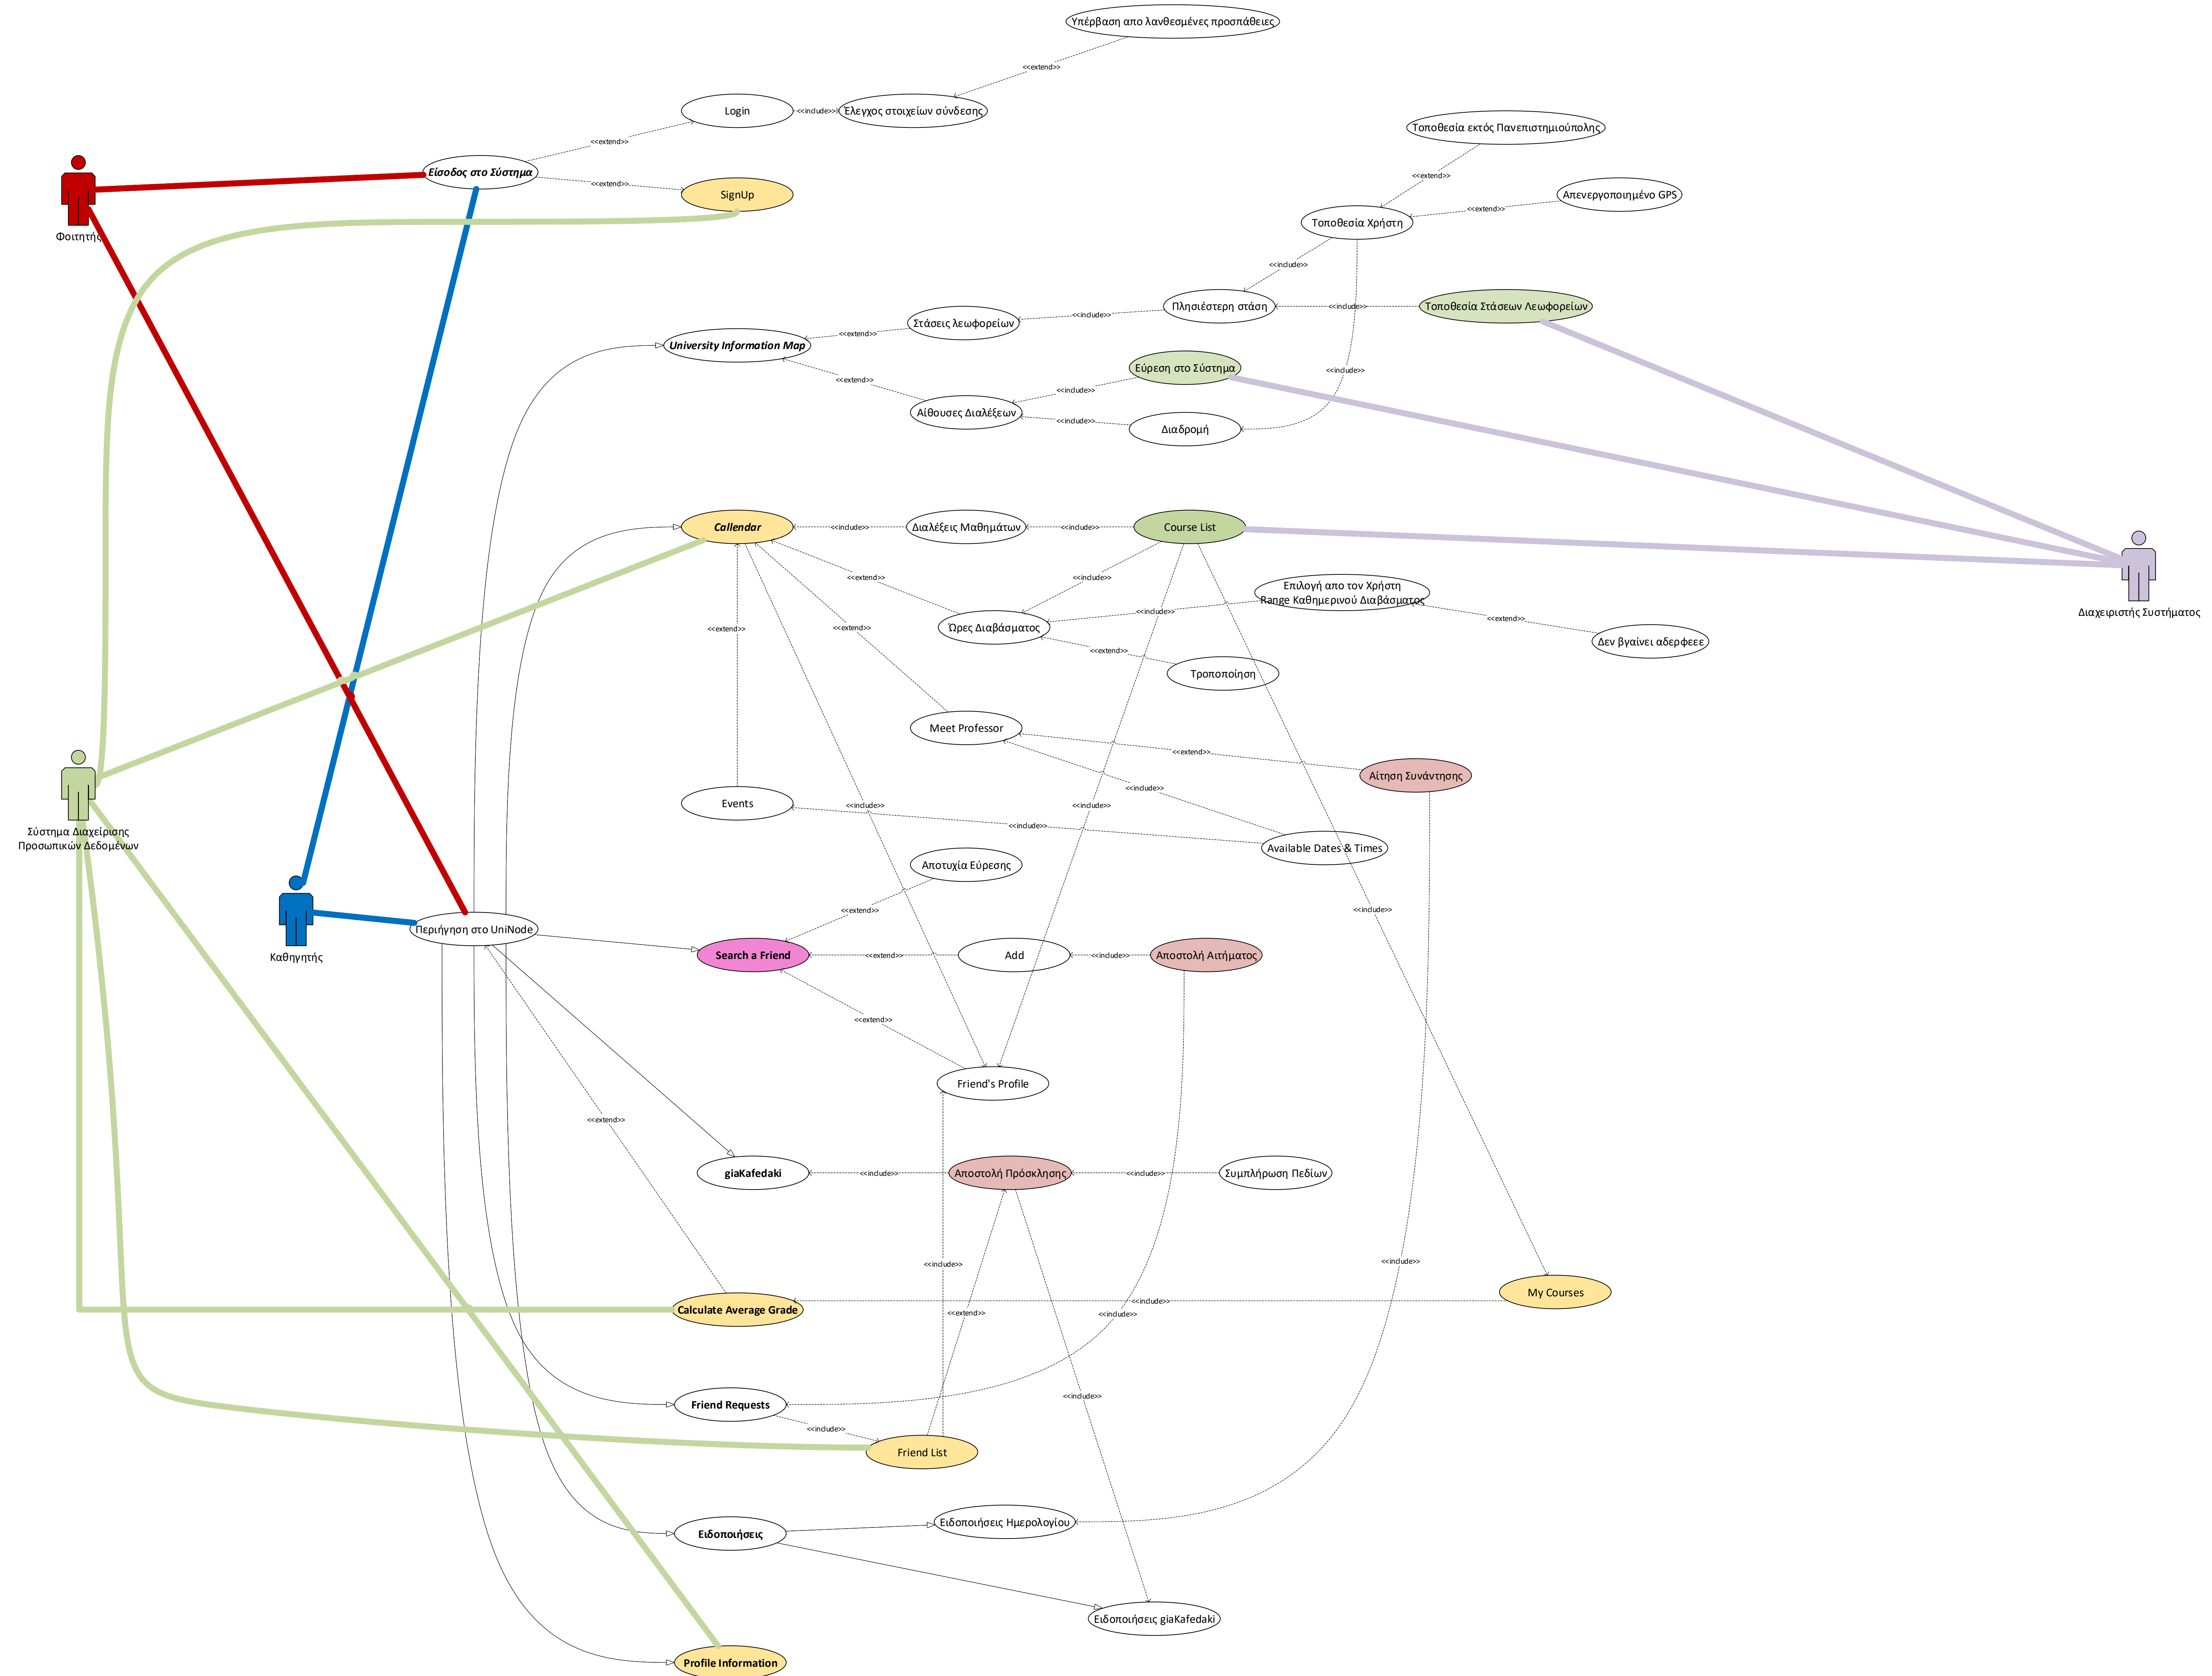 Υπέρβαση απο λανθεσμένες προσπάθειες
<<extend>>
Login
<<include>>
Έλεγχος στοιχείων σύνδεσης
<<extend>>
Τοποθεσία εκτός Πανεπιστημιούπολης
Είσοδος στο Σύστημα
<<extend>>
SignUp
<<extend>>
Απενεργοποιημένο GPS
<<extend>>
Φοιτητής
Τοποθεσία Χρήστη
<<include>>
Πλησιέστερη στάση
<<include>>
Τοποθεσία Στάσεων Λεωφορείων
Στάσεις λεωφορείων
<<include>>
<<extend>>
University Information Map
Εύρεση στο Σύστημα
<<include>>
<<extend>>
<<include>>
Αίθουσες Διαλέξεων
<<include>>
Διαδρομή
Callendar
<<include>>
Διαλέξεις Μαθημάτων
<<include>>
Course List
<<extend>>
<<include>>
Επιλογή απο τον Χρήστη
Range Καθημερινού Διαβάσματος
<<include>>
Διαχειριστής Συστήματος
<<extend>>
<<extend>>
<<extend>>
Ώρες Διαβάσματος
Δεν βγαίνει αδερφεεε
<<extend>>
Τροποποίηση
Meet Professor
<<extend>>
Αίτηση Συνάντησης
<<include>>
Events
<<include>>
<<include>>
<<include>>
Available Dates & Times
Σύστημα Διαχείρισης
Προσωπικών Δεδομένων
Αποτυχία Εύρεσης
<<extend>>
<<include>>
Περιήγηση στο UniNode
Καθηγητής
Search a Friend
<<extend>>
Add
<<include>>
Αποστολή Αιτήματος
<<extend>>
Friend's Profile
<<extend>>
giaKafedaki
<<include>>
Αποστολή Πρόσκλησης
<<include>>
Συμπλήρωση Πεδίων
<<include>>
<<include>>
My Courses
Calculate Average Grade
<<include>>
<<extend>>
<<include>>
Friend Requests
<<include>>
<<include>>
Friend List
Ειδοποιήσεις
Ειδοποιήσεις Ημερολογίου
Ειδοποιήσεις giaKafedaki
Profile Information